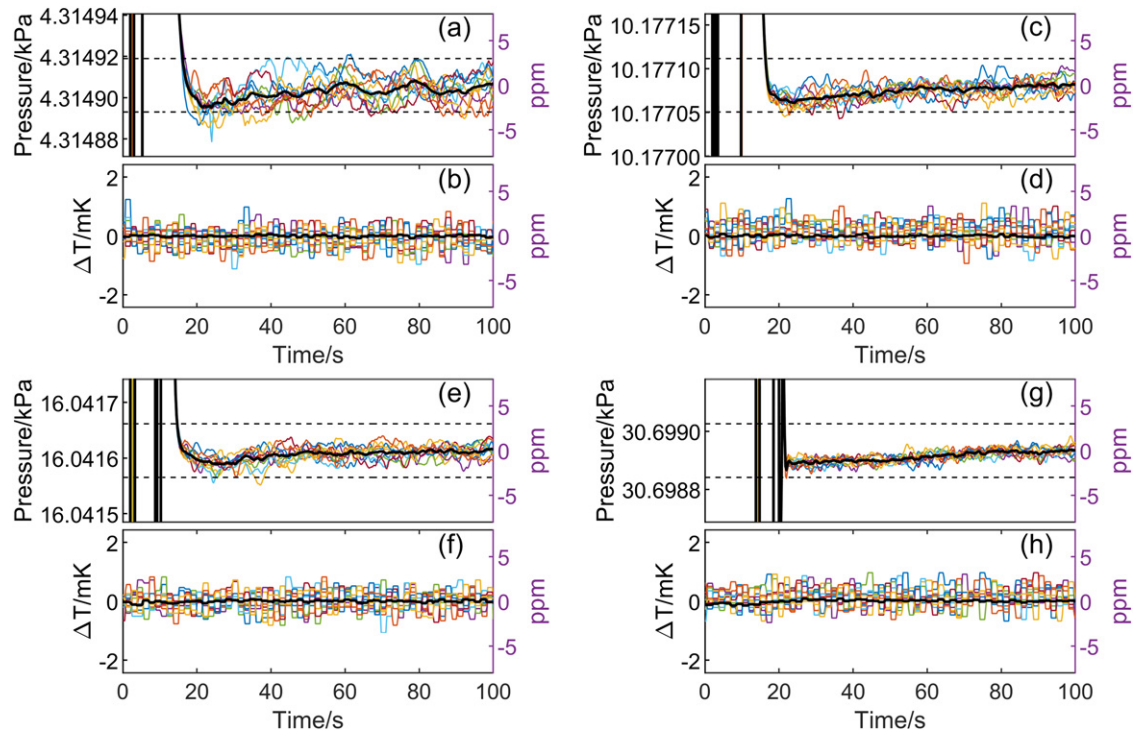 (a)
Pressure/kPa
4.31494
4.31492
4.31490
4.31488
5
0
-5
ppm
(b)
ΔT/mK
2
0
-2
5
0
-5
ppm
0 20 40 60 80 100
Time/s
(c)
Pressure/kPa
10.17715
10.17710
10.17705
10.17700
5
0
-5
ppm
(d)
ΔT/mK
2
0
-2
5
0
-5
ppm
0 20 40 60 80 100
Time/s
(e)
Pressure/kPa
16.0417
16.0416
16.0415
5
0
-5
ppm
(f)
ΔT/mK
2
0
-2
5
0
-5
ppm
0 20 40 60 80 100
Time/s
(g)
Pressure/kPa
30.6990
30.6988
5
0
-5
ppm
(h)
ΔT/mK
2
0
-2
5
0
-5
ppm
0 20 40 60 80 100
Time/s